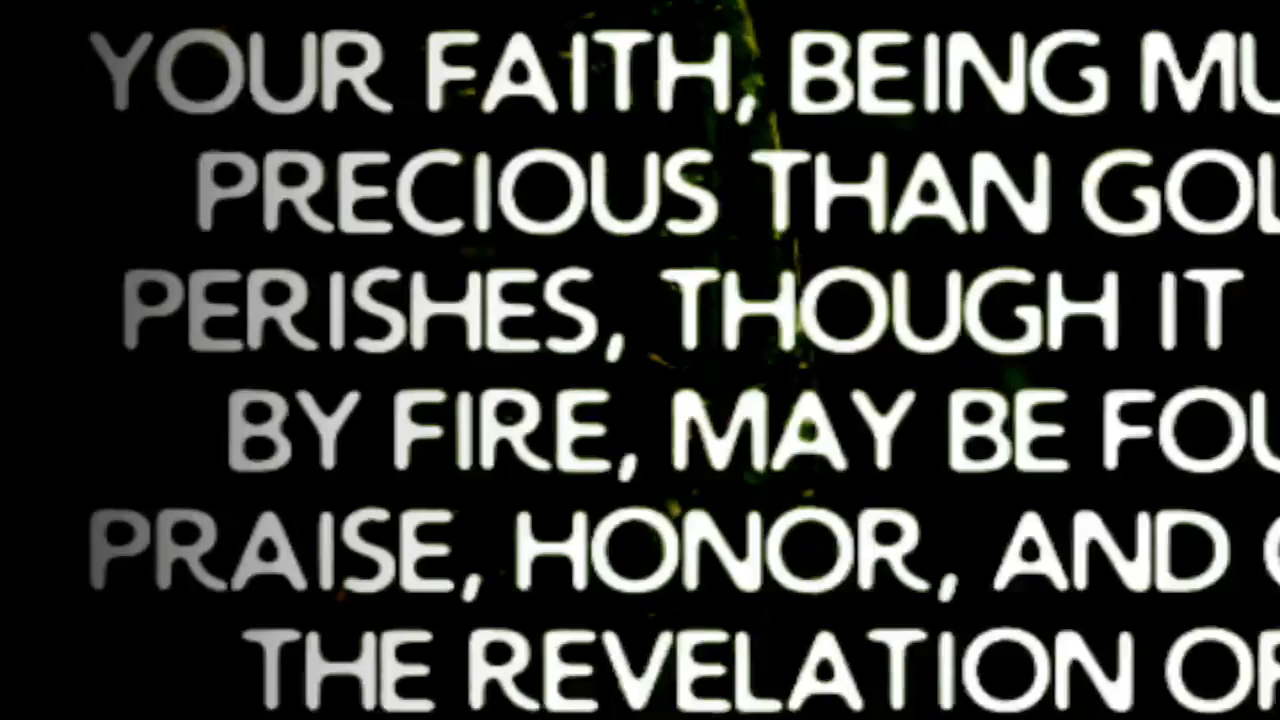 YOUR FAITH, BEING MU
PRECIOUS THAN GOL
PERISHES, THOUGH IT
BY FIRE, MAY BE FOU
PRAISE, HONOR, AND
THE REVELATION OF